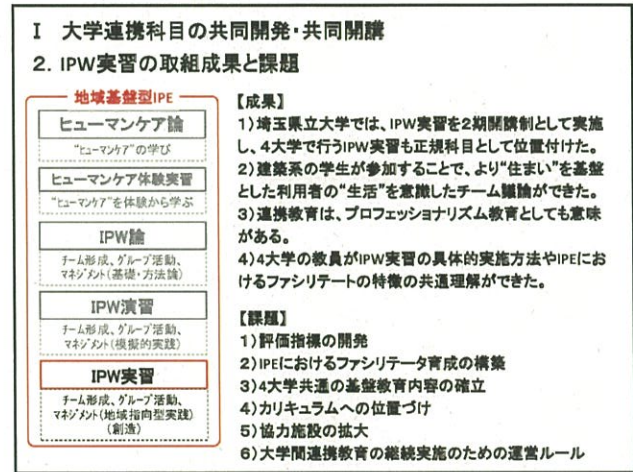 Ⅰ 大学連携科目の共同開発・共同開講
2. IPW実習の取組成果と課題
地域基盤型IPE
ヒューマンケア論
“ヒューマンケア”の学び
ヒューマンケア体験実習
“ヒューマンケア”を体験から学ぶ
IPW論
チーム形成、グループ活動、
マネジメント(基礎・方法論)
IPW演習
チーム形成、グループ活動、
マネジメント(模擬的実践)
IPW実習
チーム形成、グループ活動、
マネジメント(地域指向型実践)
(創造)
【成果】
1)埼玉県立大学では、IPW実習を2期開講制として実施
し、4大学で行うIPW実習も正規科目として位置付けた。
2)建築系の学生が参加することで、より“住まい”を基盤
とした利用者の“生活”を意識したチーム議論ができた。
3)連携教育は、プロフェッショナリズム教育としても意味
がある。
4)4大学の教員がIPW実習の具体的実施方法やIPEにお
けるファシリテートの特徴の共通理解ができた。
【課題】
1)評価指標の開発
2)IPEにおけるファシリテータ育成の構築
3)4大学共通の基盤教育内容の確立
4)カリキュラムへの位置づけ
5)協力施設の拡大
6)大学間連携教育の継続実施のための運営ルール